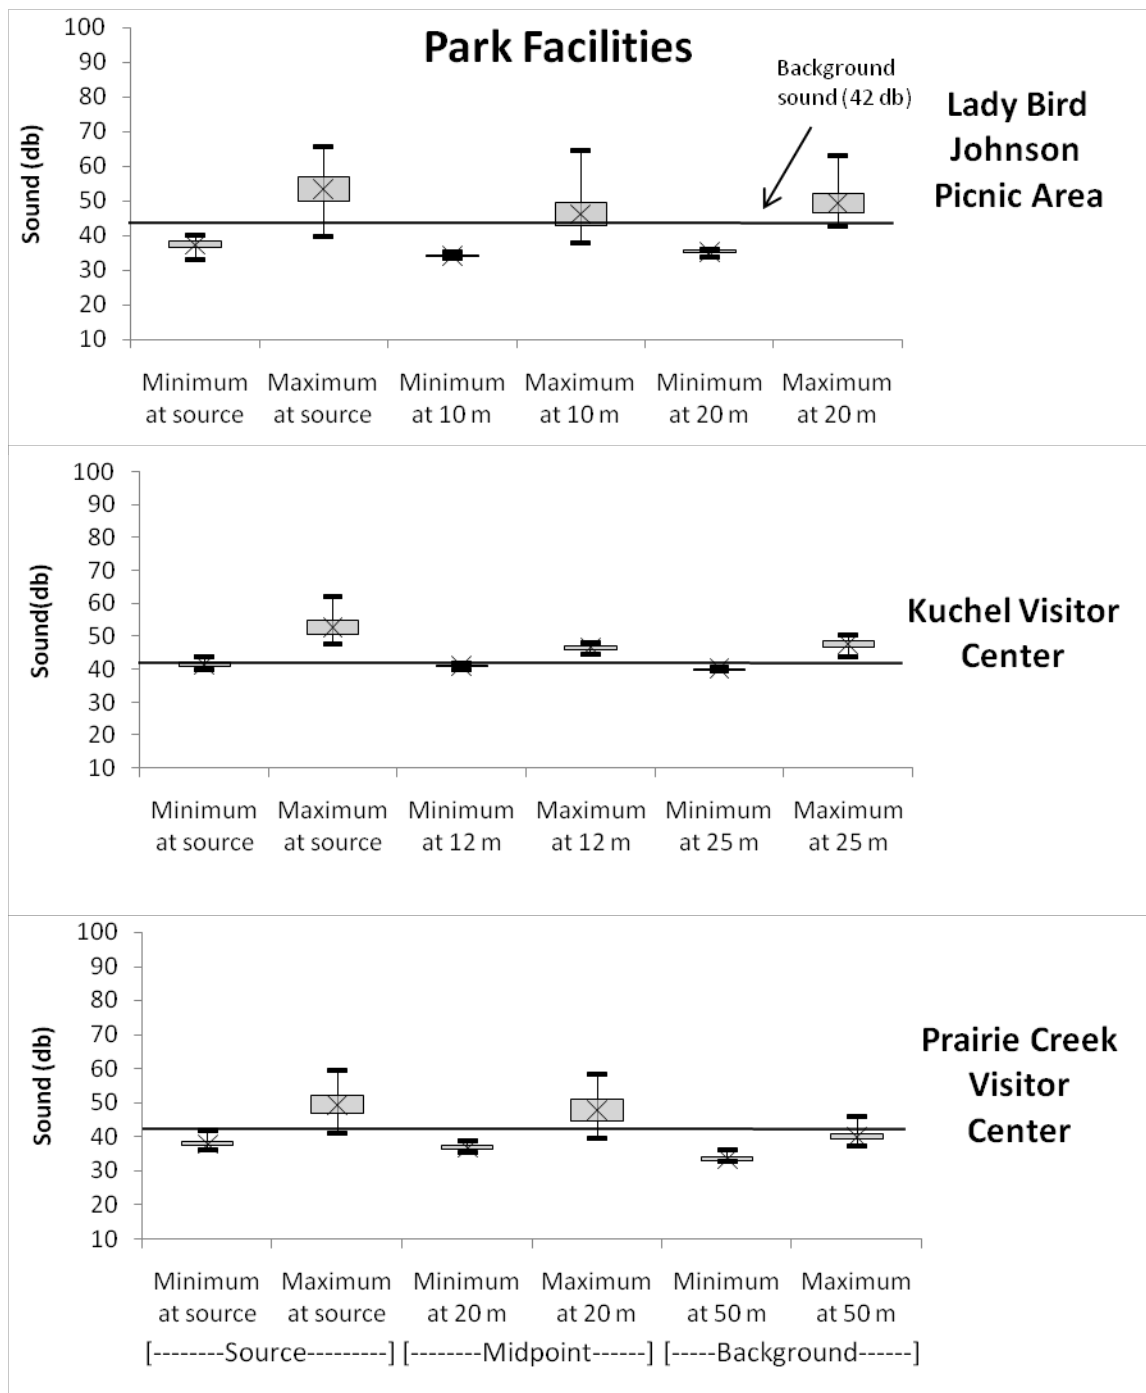 Park Facilities
Background
sound (42 db)
Lady Bird
Johnson
Picnic Area
Sound (db)
100
90
80
70
60
50
40
30
20
10
Minimum Maximum Minimum Maximum Minimum Maximum
at source at source at 10 m at 10 m at 20 m at 20 m
Kuchel Visitor
Center
Sound(db)
100
90
80
70
60
50
40
30
20
10
Minimum Maximum Minimum Maximum Minimum Maximum
at source at source at 12 m at 12 m at 25 m at 25 m
Prairie Creek
Visitor
Center
Sound (db)
100
90
80
70
60
50
40
30
20
10
Minimum Maximum Minimum Maximum Minimum Maximum
at source at source at 20 m at 20 m at 50 m at 50 m
[--------Source---------] [--------Midpoint------] [-----Background------]